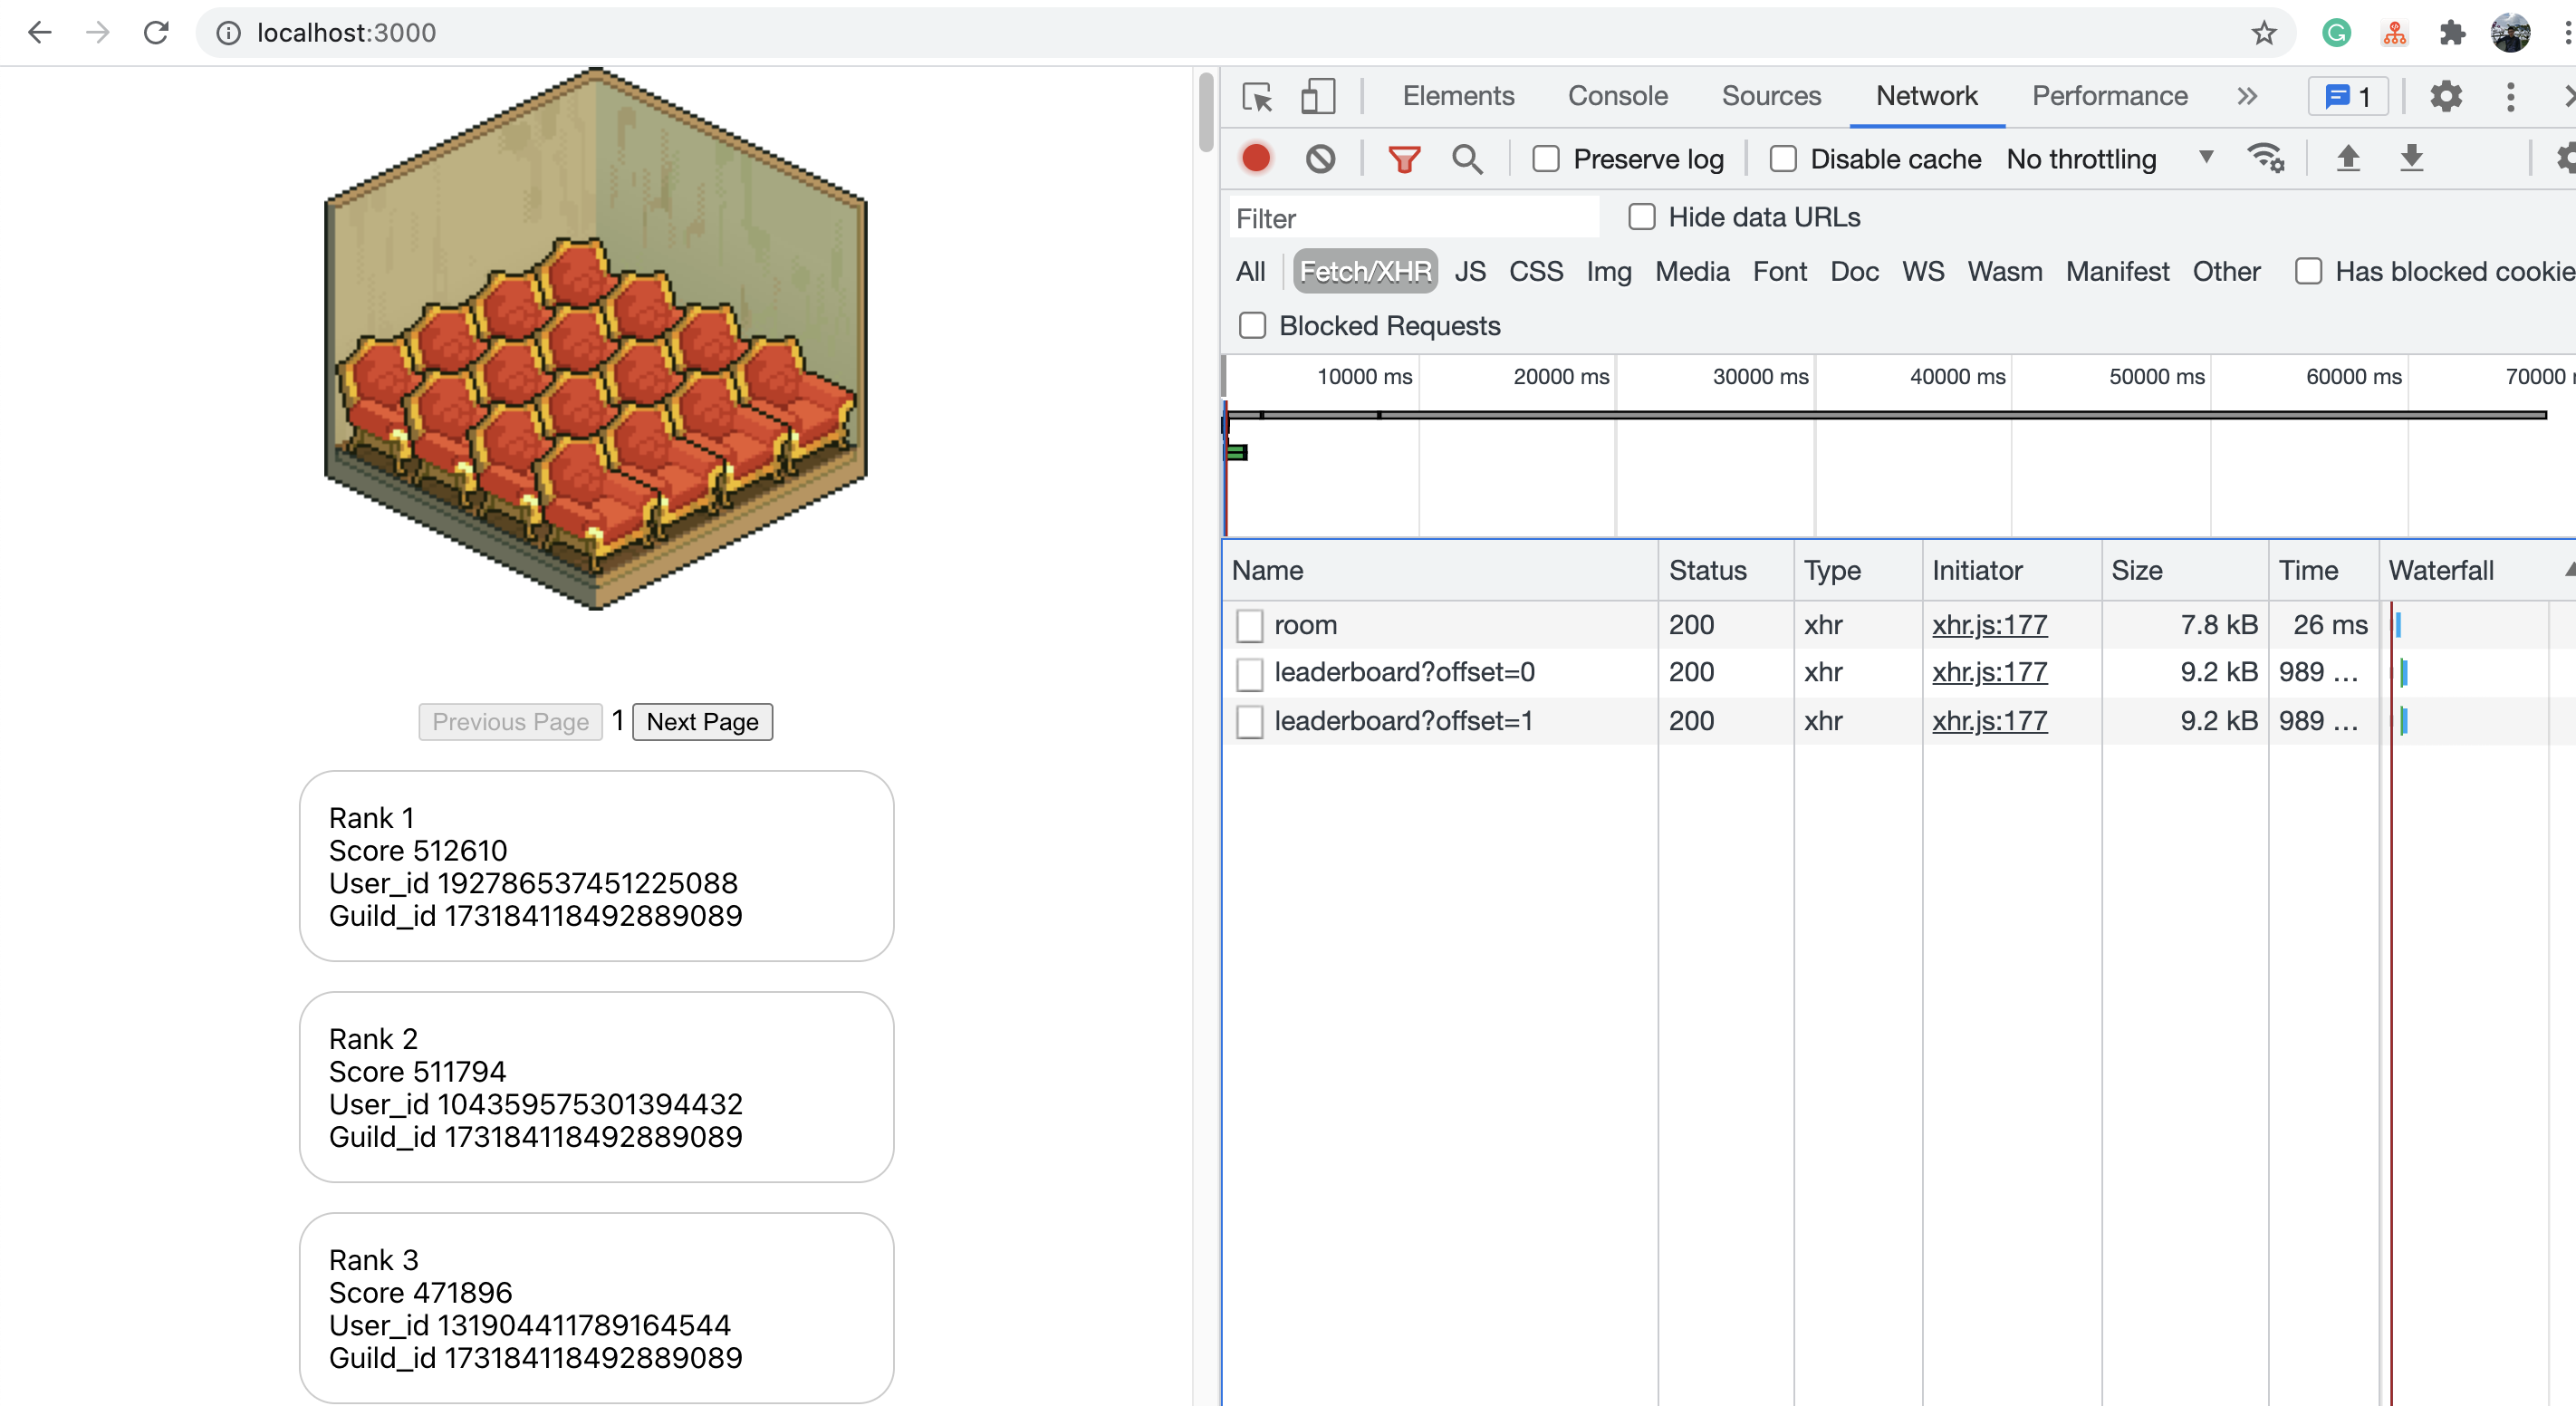 localhost:3000
Elements Console Sources Network Performance 1
Preserve log Disable cache No throttling
Filter Hide data URLs
All Fetch/XHR JS CSS Img Media Font Doc WS Wasm Manifest Other Has blocked cookie
Blocked Requests
10000 ms 20000 ms 30000 ms 40000 ms 50000 ms 60000 ms 70000
Name Status Type Initiator Size Time Waterfall
room 200 xhr xhr.js:177 7.8 kB 26 ms
leaderboard?offset=0 200 xhr xhr.js:177 9.2 kB 989 ...
leaderboard?offset=1 200 xhr xhr.js:177 9.2 kB 989 ...
Previous Page 1 Next Page
Rank 1
Score 512610
User_id 192786537451225088
Guild_id 173184118492889089
Rank 2
Score 511794
User_id 104359575301394432
Guild_id 173184118492889089
Rank 3
Score 471896
User_id 131904411789164544
Guild_id 173184118492889089